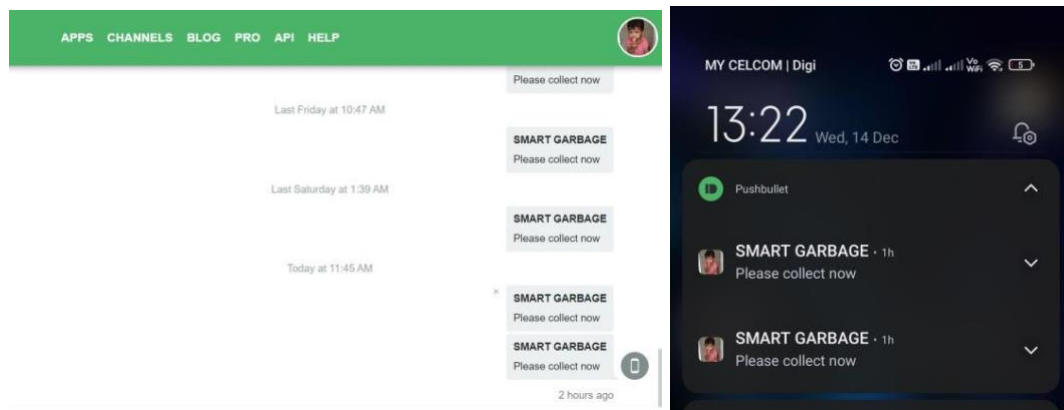 APPS CHANNELS BLOG PRO API HELP
Please collect now
Last Friday at 10:47 AM
SMART GARBAGE
Please collect now
Last Saturday at 1:39 AM
SMART GARBAGE
Please collect now
Today at 11:45 AM
×
SMART GARBAGE
Please collect now
SMART GARBAGE
Please collect now
2 hours ago
MY CELCOM | Digi
Vo
WiFi
5
13:22 Wed, 14 Dec
Pushbullet
SMART GARBAGE · 1h
Please collect now
SMART GARBAGE · 1h
Please collect now